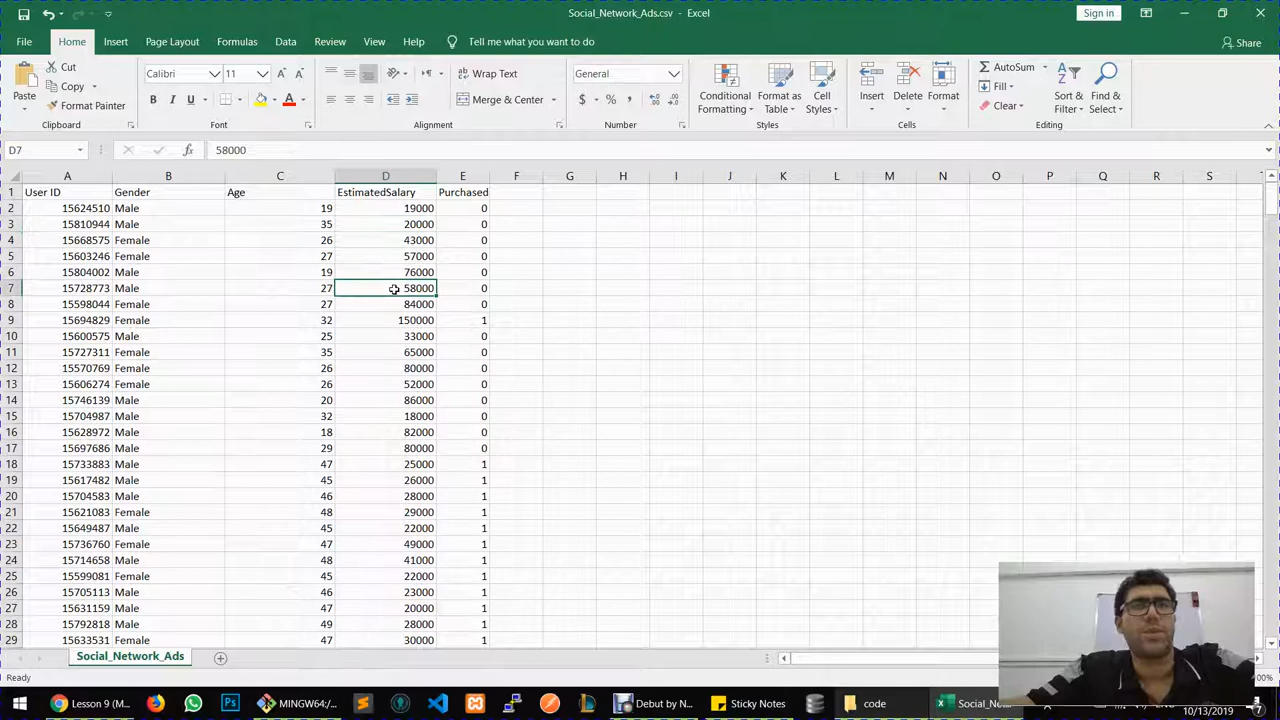 Social_Network_Ads.csv - Excel
Sign in
File Home Insert Page Layout Formulas Data Review View Help Tell me what you want to do Share
Paste Cut Copy Format Painter Clipboard
Calibri 11 A A B I U A Font
Wrap Text Merge & Center Alignment
General $ % , Number
Conditional Formatting Format as Table Cell Styles Styles
Insert Delete Format Cells
AutoSum Fill Clear Sort & Filter Find & Select Editing
D7 fx 58000
A B C D E F G H I J K L M N O P Q R S
1 User ID Gender Age EstimatedSalary Purchased
2 15624510 Male 19 19000 0
3 15810944 Male 35 20000 0
4 15668575 Female 26 43000 0
5 15603246 Female 27 57000 0
6 15804002 Male 19 76000 0
7 15728773 Male 27 58000 0
8 15598044 Female 27 84000 0
9 15694829 Female 32 150000 1
10 15600575 Male 25 33000 0
11 15727311 Female 35 65000 0
12 15570769 Female 26 80000 0
13 15606274 Female 26 52000 0
14 15746139 Male 20 86000 0
15 15704987 Male 32 18000 0
16 15628972 Male 18 82000 0
17 15697686 Male 29 80000 0
18 15733883 Male 47 25000 1
19 15617482 Male 45 26000 1
20 15704583 Male 46 28000 1
21 15621083 Female 48 29000 1
22 15649487 Male 45 22000 1
23 15736760 Female 47 49000 1
24 15714658 Male 48 41000 1
25 15599081 Female 45 22000 1
26 15705113 Male 46 23000 1
27 15631159 Male 47 20000 1
28 15792818 Male 49 28000 1
29 15633531 Female 47 30000 1
Social_Network_Ads
Ready 00%
Lesson 9 (M... MIN Debut by N... Sticky Notes code Social_Ne
10/13/2019 7